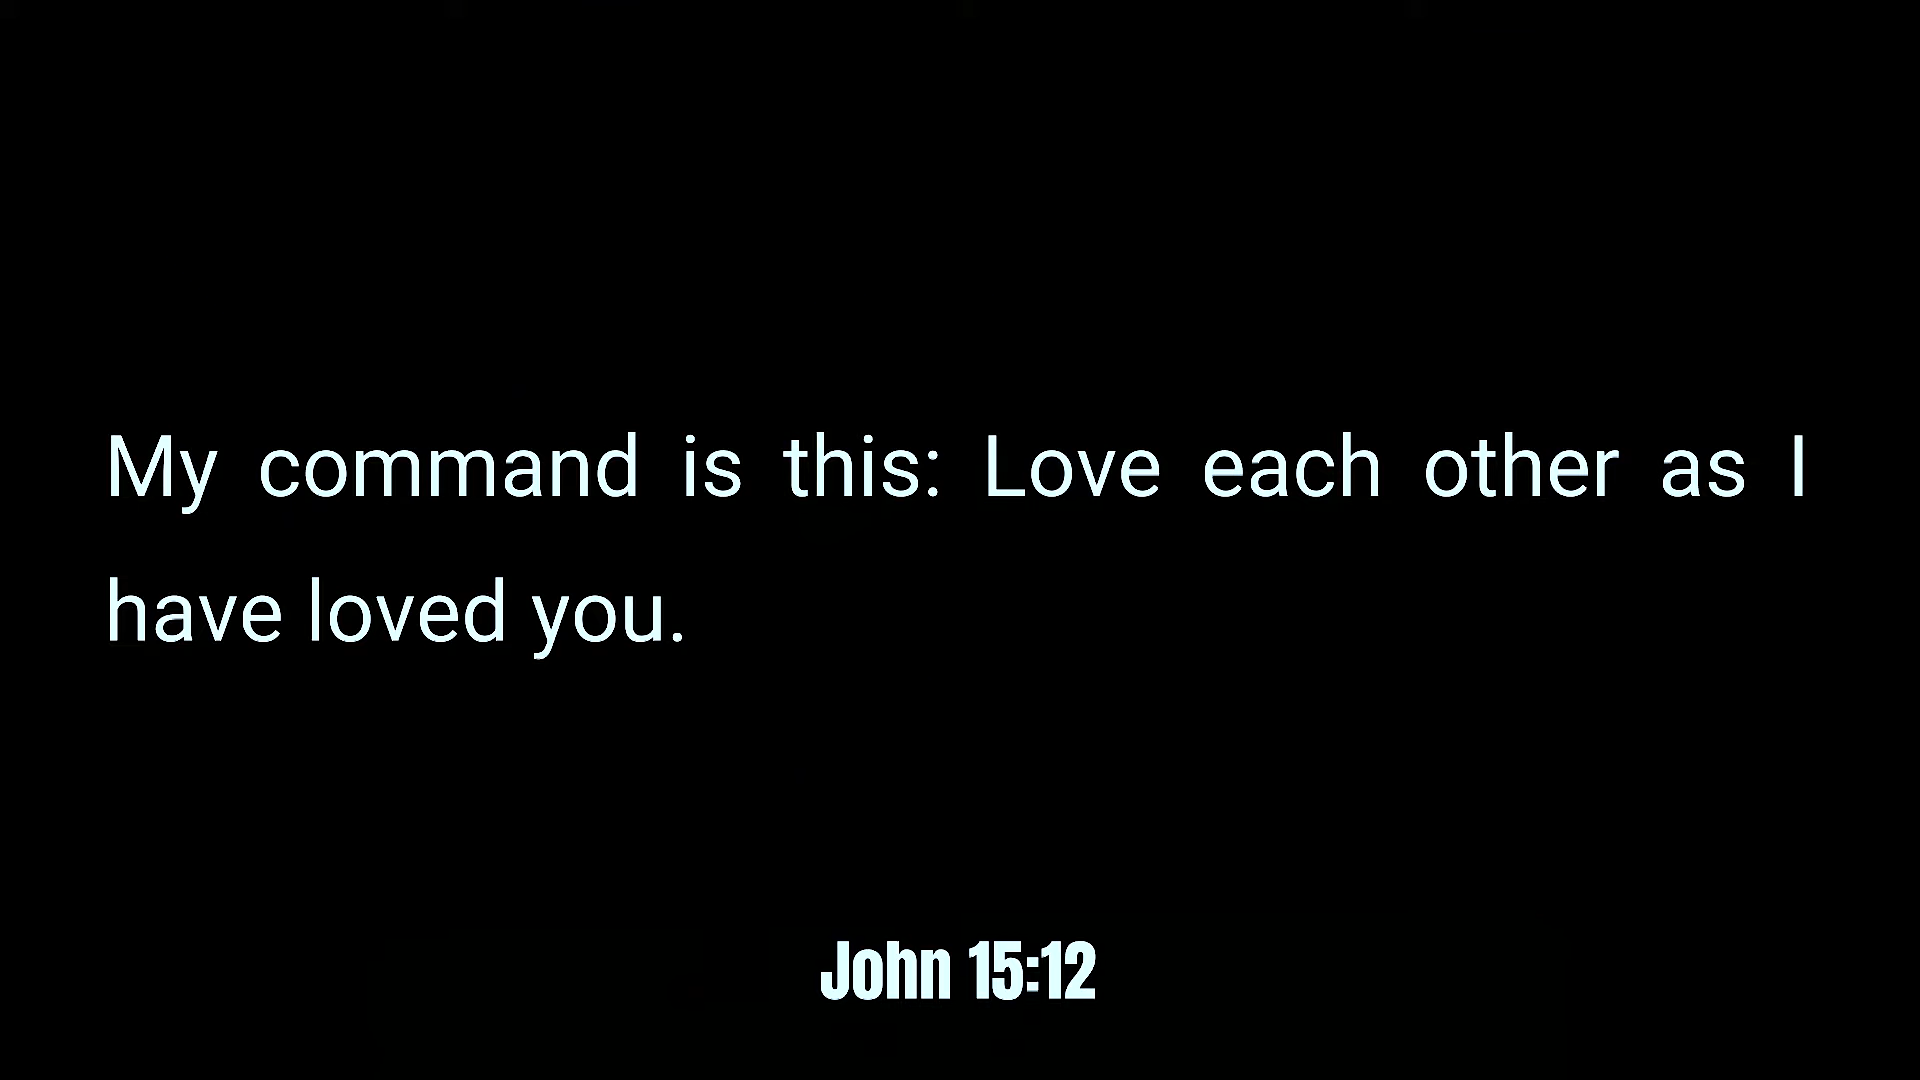 My command is this: Love each other as I
have loved you.
John 15:12